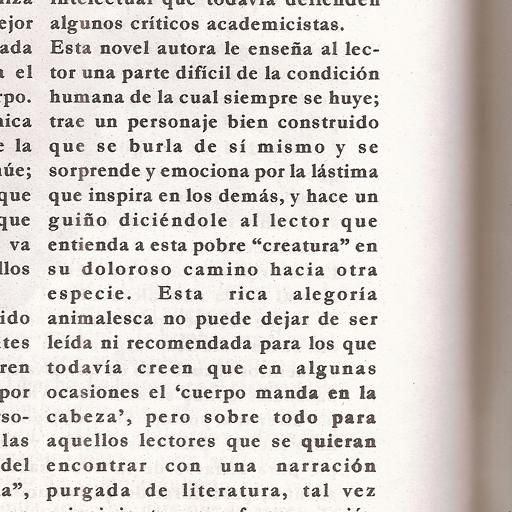 ejor
ada
a el
rpo.
nica
e la
núe;
que
que
va
llos
ido
tes
ren
por
so-
las
del
a”,
intelectual que todavía defienden
algunos críticos academicistas.
Esta novel autora le enseña al lec-
tor una parte difícil de la condición
humana de la cual siempre se huye;
trae un personaje bien construido
que se burla de sí mismo y se
sorprende y emociona por la lástima
que inspira en los demás, y hace un
guiño diciéndole al lector que
entienda a esta pobre “creatura” en
su doloroso camino hacia otra
especie. Esta rica alegoría
animalesca no puede dejar de ser
leída ni recomendada para los que
todavía creen que en algunas
ocasiones el ‘cuerpo manda en la
cabeza’, pero sobre todo para
aquellos lectores que se quieran
encontrar con una narración
purgada de literatura, tal vez